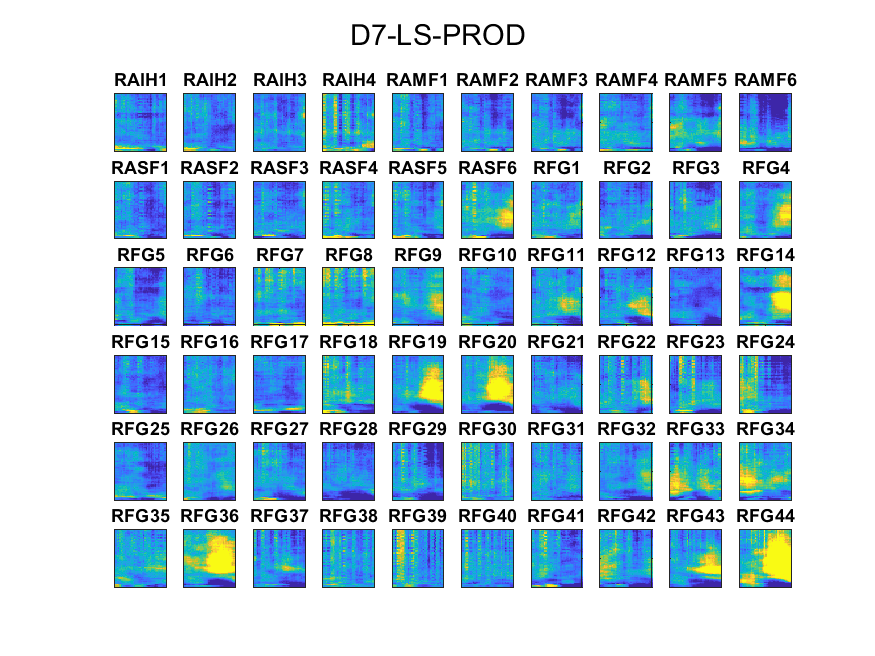 D7-LS-PROD
RAIH1 RAIH2 RAIH3 RAIH4 RAMF1 RAMF2 RAMF3 RAMF4 RAMF5 RAMF6
RASF1 RASF2 RASF3 RASF4 RASF5 RASF6 RFG1 RFG2 RFG3 RFG4
RFG5 RFG6 RFG7 RFG8 RFG9 RFG10 RFG11 RFG12 RFG13 RFG14
RFG15 RFG16 RFG17 RFG18 RFG19 RFG20 RFG21 RFG22 RFG23 RFG24
RFG25 RFG26 RFG27 RFG28 RFG29 RFG30 RFG31 RFG32 RFG33 RFG34
RFG35 RFG36 RFG37 RFG38 RFG39 RFG40 RFG41 RFG42 RFG43 RFG44